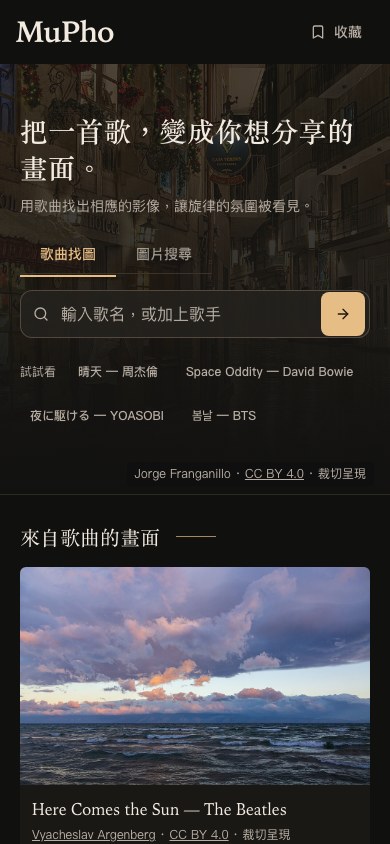 MuPho
收藏
把一首歌，變成你想分享的
畫面。
用歌曲找出相應的影像，讓旋律的氛圍被看見。
歌曲找圖
圖片搜尋
輸入歌名，或加上歌手
試試看 晴天 — 周杰倫 Space Oddity — David Bowie
夜に駆ける — YOASOBI 봄날 — BTS
Jorge Franganillo · CC BY 4.0 · 裁切呈現
來自歌曲的畫面
Here Comes the Sun — The Beatles
Vyacheslav Argenberg · CC BY 4.0 · 裁切呈現